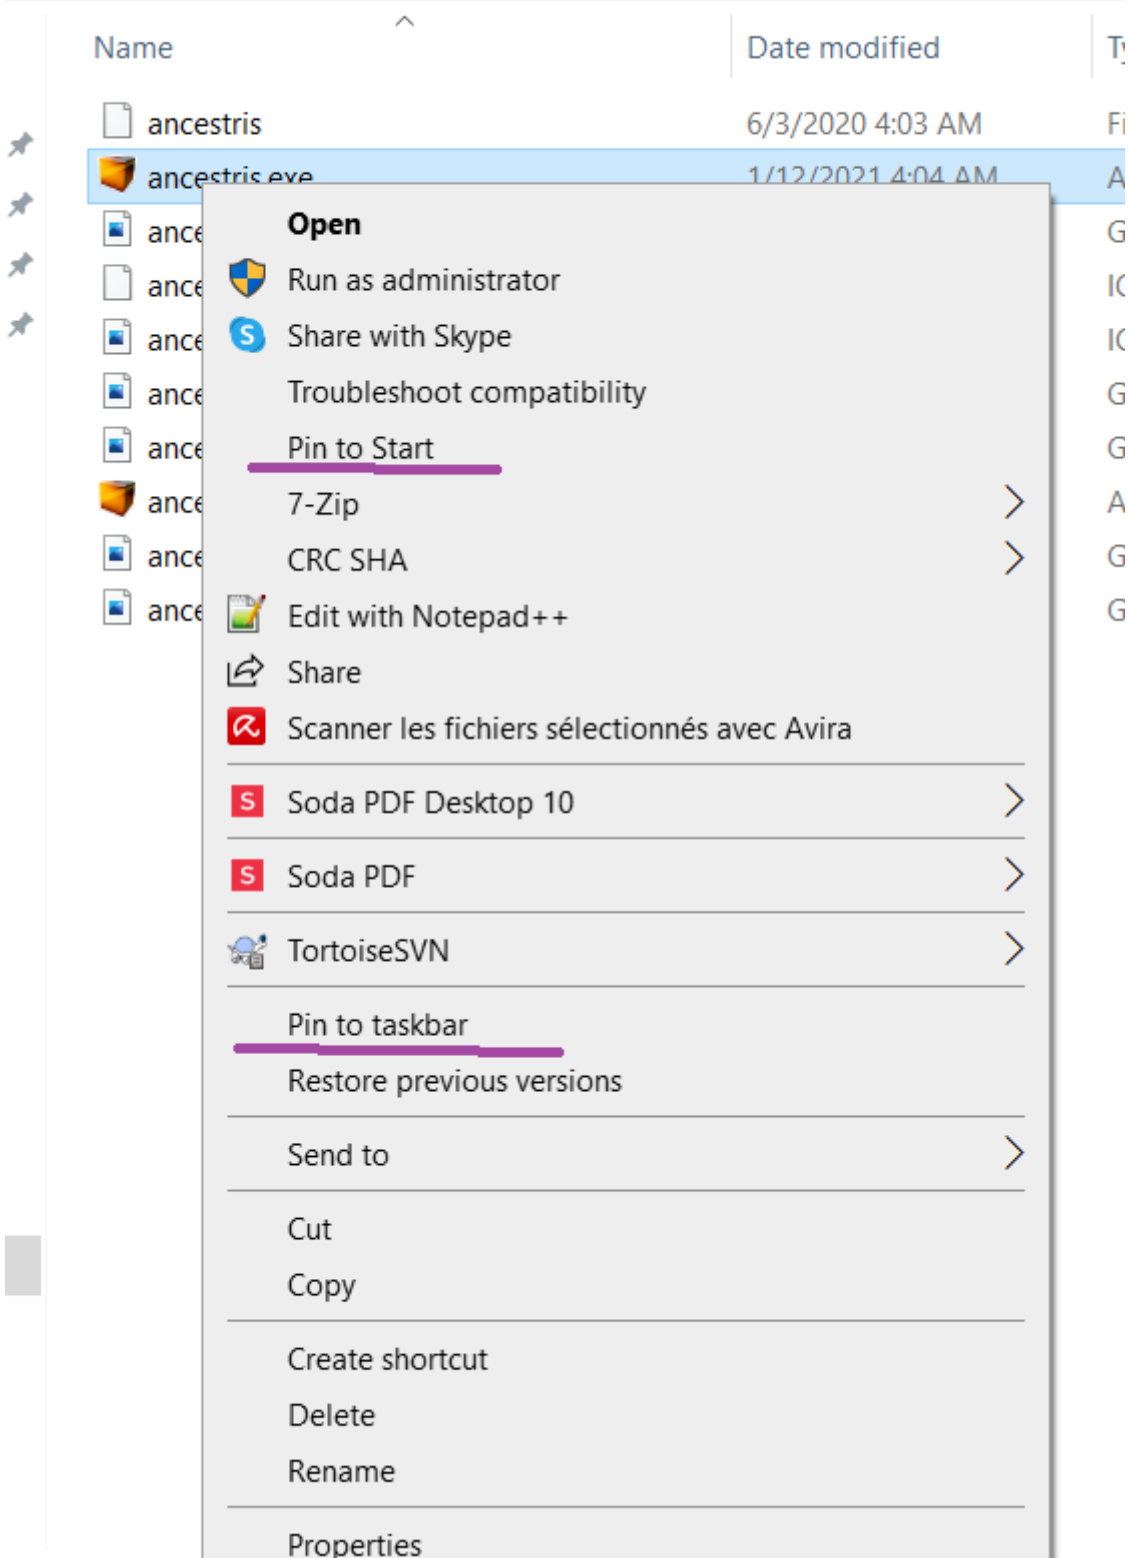 Name Date modified
ancestris 6/3/2020 4:03 AM
ancestris.exe 1/12/2021 4:04 AM
Open
Run as administrator
Share with Skype
Troubleshoot compatibility
Pin to Start
7-Zip
CRC SHA
Edit with Notepad++
Share
Scanner les fichiers sélectionnés avec Avira
Soda PDF Desktop 10
Soda PDF
TortoiseSVN
Pin to taskbar
Restore previous versions
Send to
Cut
Copy
Create shortcut
Delete
Rename
Properties